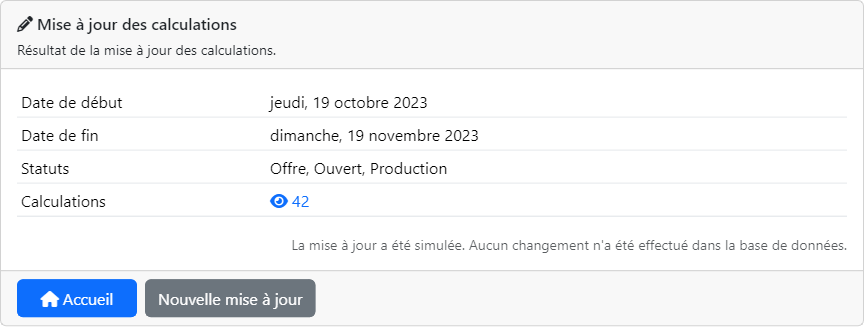 Mise à jour des calculations
Résultat de la mise à jour des calculations.
Date de début jeudi, 19 octobre 2023
Date de fin dimanche, 19 novembre 2023
Statuts Offre, Ouvert, Production
Calculations 42
La mise à jour a été simulée. Aucun changement n'a été effectué dans la base de données.
Accueil Nouvelle mise à jour